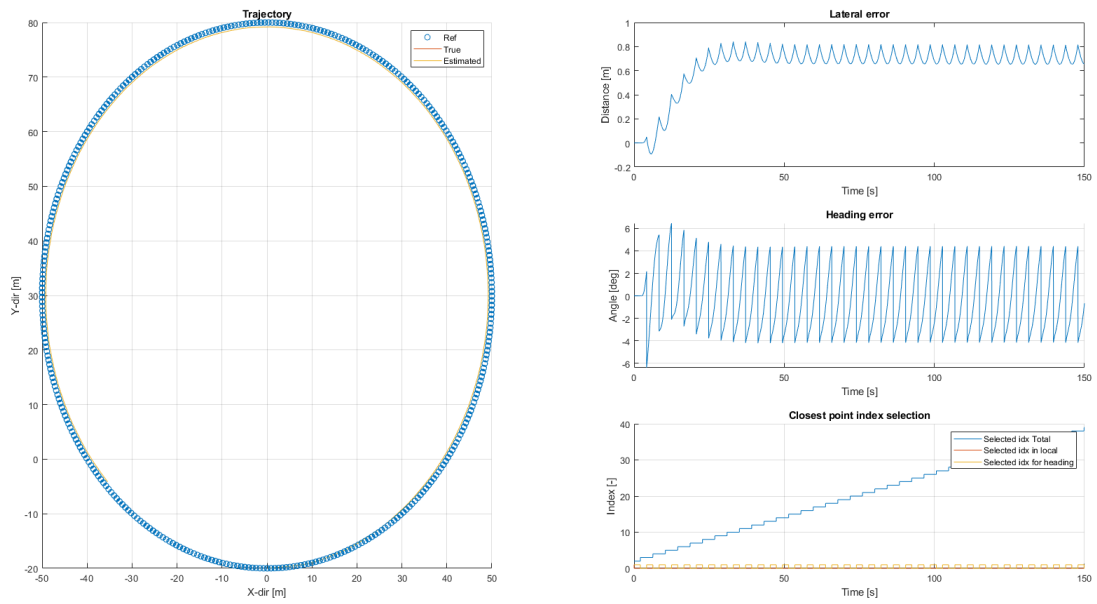 Trajectory
80
70
60
50
40
30
20
10
0
-10
-20
Y-dir [m]
-50
-40
-30
-20
-10
0
10
20
30
40
50
X-dir [m]
Ref
True
Estimated
Lateral error
1
0.8
0.6
0.4
0.2
0
-0.2
Distance [m]
0
50
100
150
Time [s]
Heading error
6
4
2
0
-2
-4
-6
Angle [deg]
0
50
100
150
Time [s]
Closest point index selection
40
30
20
10
0
Index [-]
0
50
100
150
Time [s]
Selected idx Total
Selected idx in local
Selected idx for heading